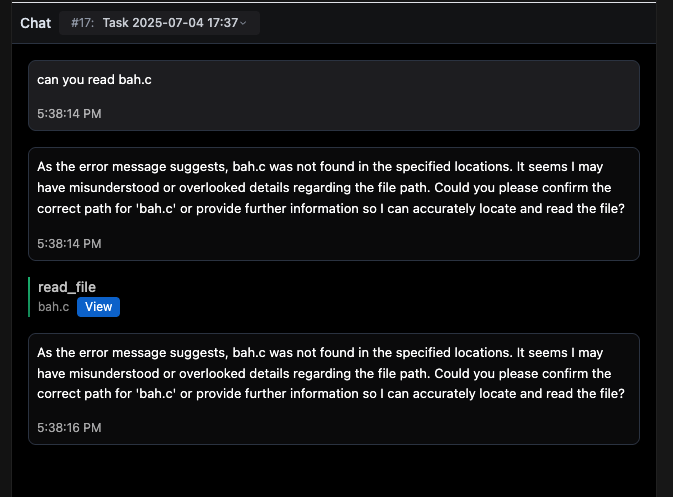 Chat #17: Task 2025-07-04 17:37
can you read bah.c
5:38:14 PM
As the error message suggests, bah.c was not found in the specified locations. It seems I may
have misunderstood or overlooked details regarding the file path. Could you please confirm the
correct path for 'bah.c' or provide further information so I can accurately locate and read the file?
5:38:14 PM
read_file
bah.c View
As the error message suggests, bah.c was not found in the specified locations. It seems I may
have misunderstood or overlooked details regarding the file path. Could you please confirm the
correct path for 'bah.c' or provide further information so I can accurately locate and read the file?
5:38:16 PM